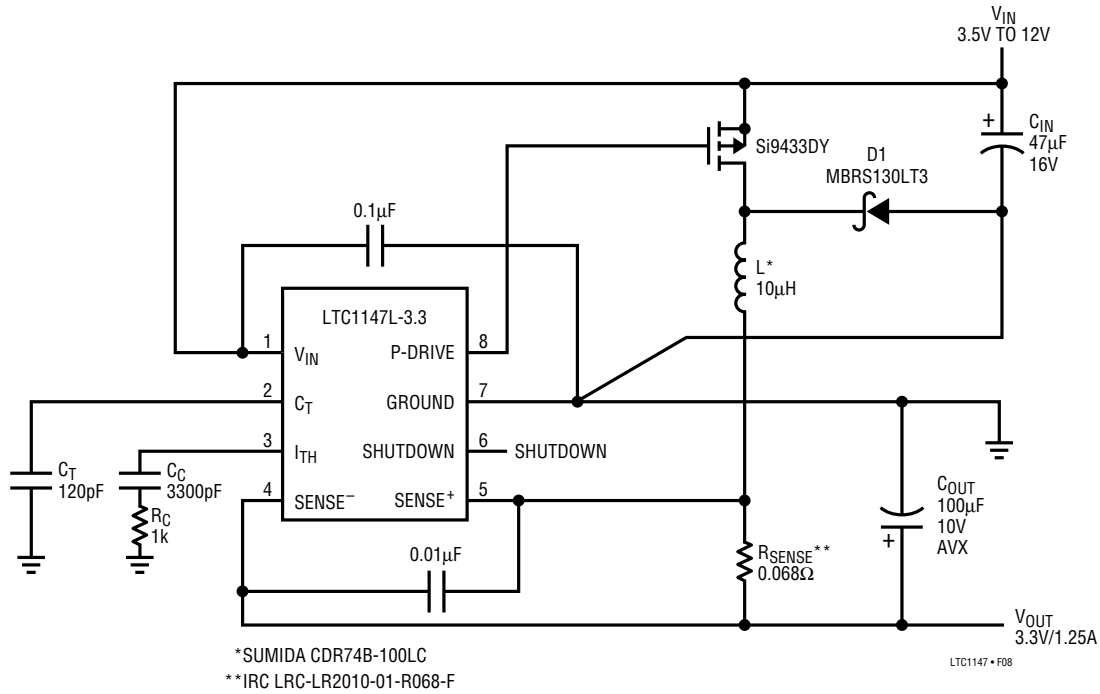 VIN
3.5V TO 12V
+
CIN
47µF
16V
Si9433DY
D1
MBRS130LT3
0.1µF
L*
10µH
LTC1147L-3.3
1
VIN
P-DRIVE
8
2
CT
GROUND
7
3
ITH
SHUTDOWN
6
SHUTDOWN
4
SENSE–
SENSE+
5
CT
120pF
CC
3300pF
RC
1k
0.01µF
RSENSE**
0.068Ω
COUT
100µF
10V
AVX
+
VOUT
3.3V/1.25A
*SUMIDA CDR74B-100LC
**IRC LRC-LR2010-01-R068-F
LTC1147 • F08